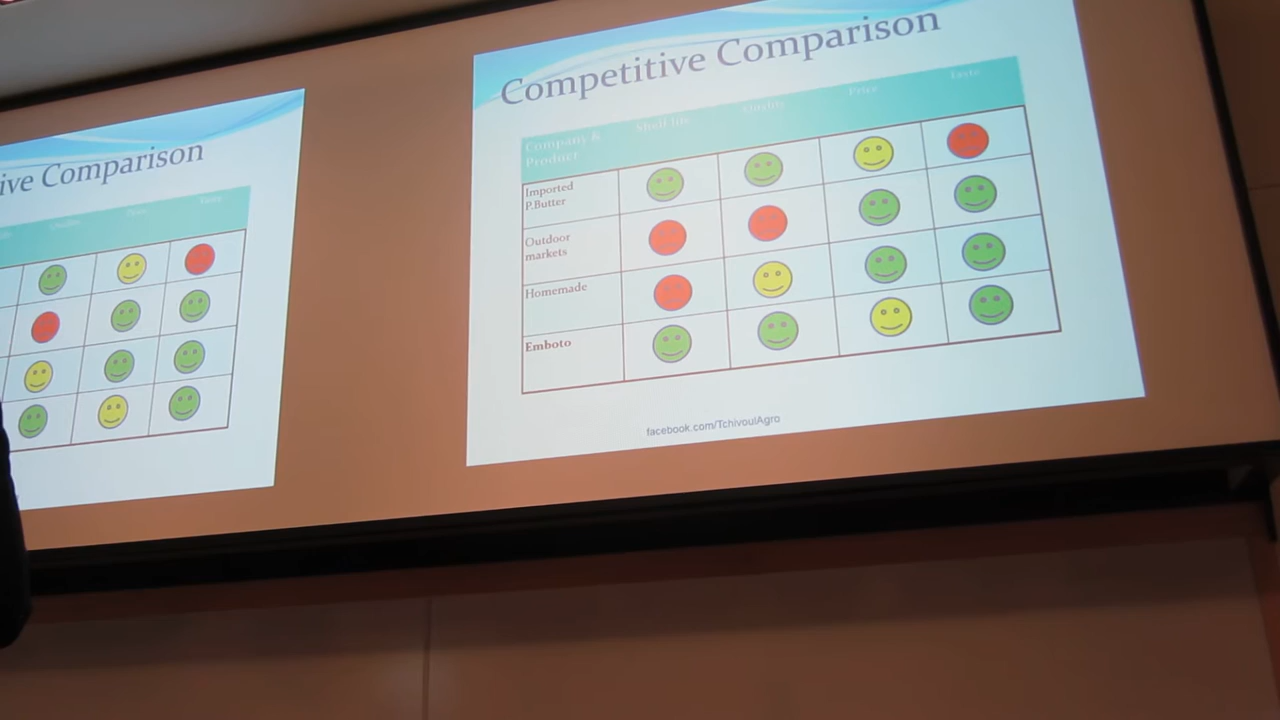 ive Comparison
Competitive Comparison
Company &
Product
Shelf life
Quality
Price
Taste
Imported
P.Butter
Outdoor
markets
Homemade
Emboto
facebook.com/TchivoulAgro